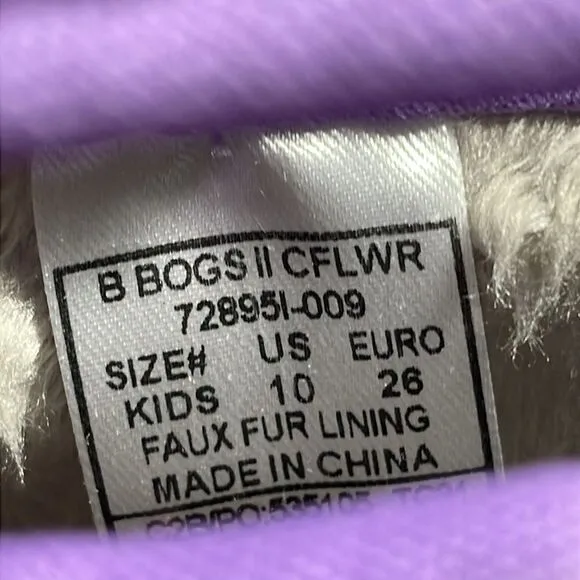 B BOGS II CFLWR
72895I-009
SIZE# US EURO
KIDS 10 26
FAUX FUR LINING
MADE IN CHINA